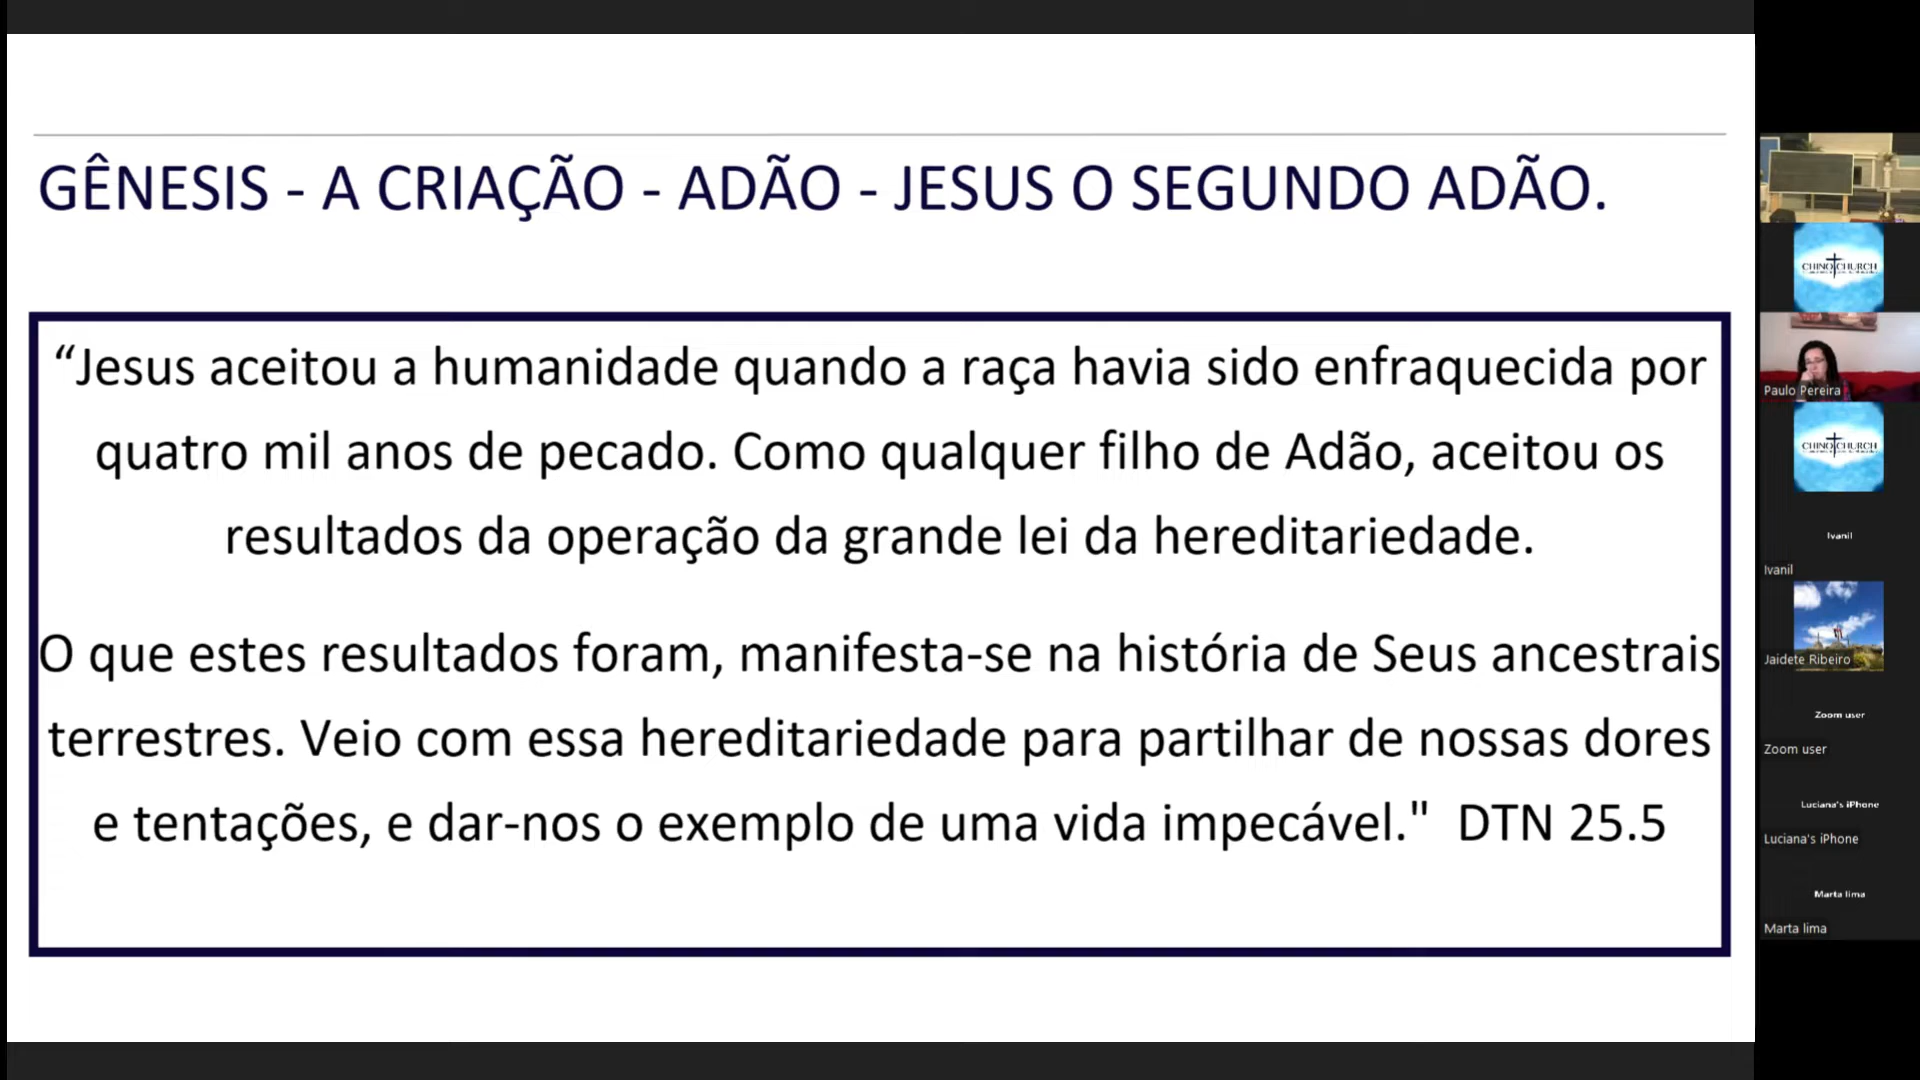 GÊNESIS - A CRIAÇÃO - ADÃO - JESUS O SEGUNDO ADÃO.
“Jesus aceitou a humanidade quando a raça havia sido enfraquecida por
quatro mil anos de pecado. Como qualquer filho de Adão, aceitou os
resultados da operação da grande lei da hereditariedade.
O que estes resultados foram, manifesta-se na história de Seus ancestrais
terrestres. Veio com essa hereditariedade para partilhar de nossas dores
e tentações, e dar-nos o exemplo de uma vida impecável." DTN 25.5
CHINO CHURCH
Paulo Pereira
CHINO CHURCH
Ivanil
Ivanil
Jaidete Ribeiro
Zoom user
Zoom user
Luciana's iPhone
Luciana's iPhone
Marta lima
Marta lima